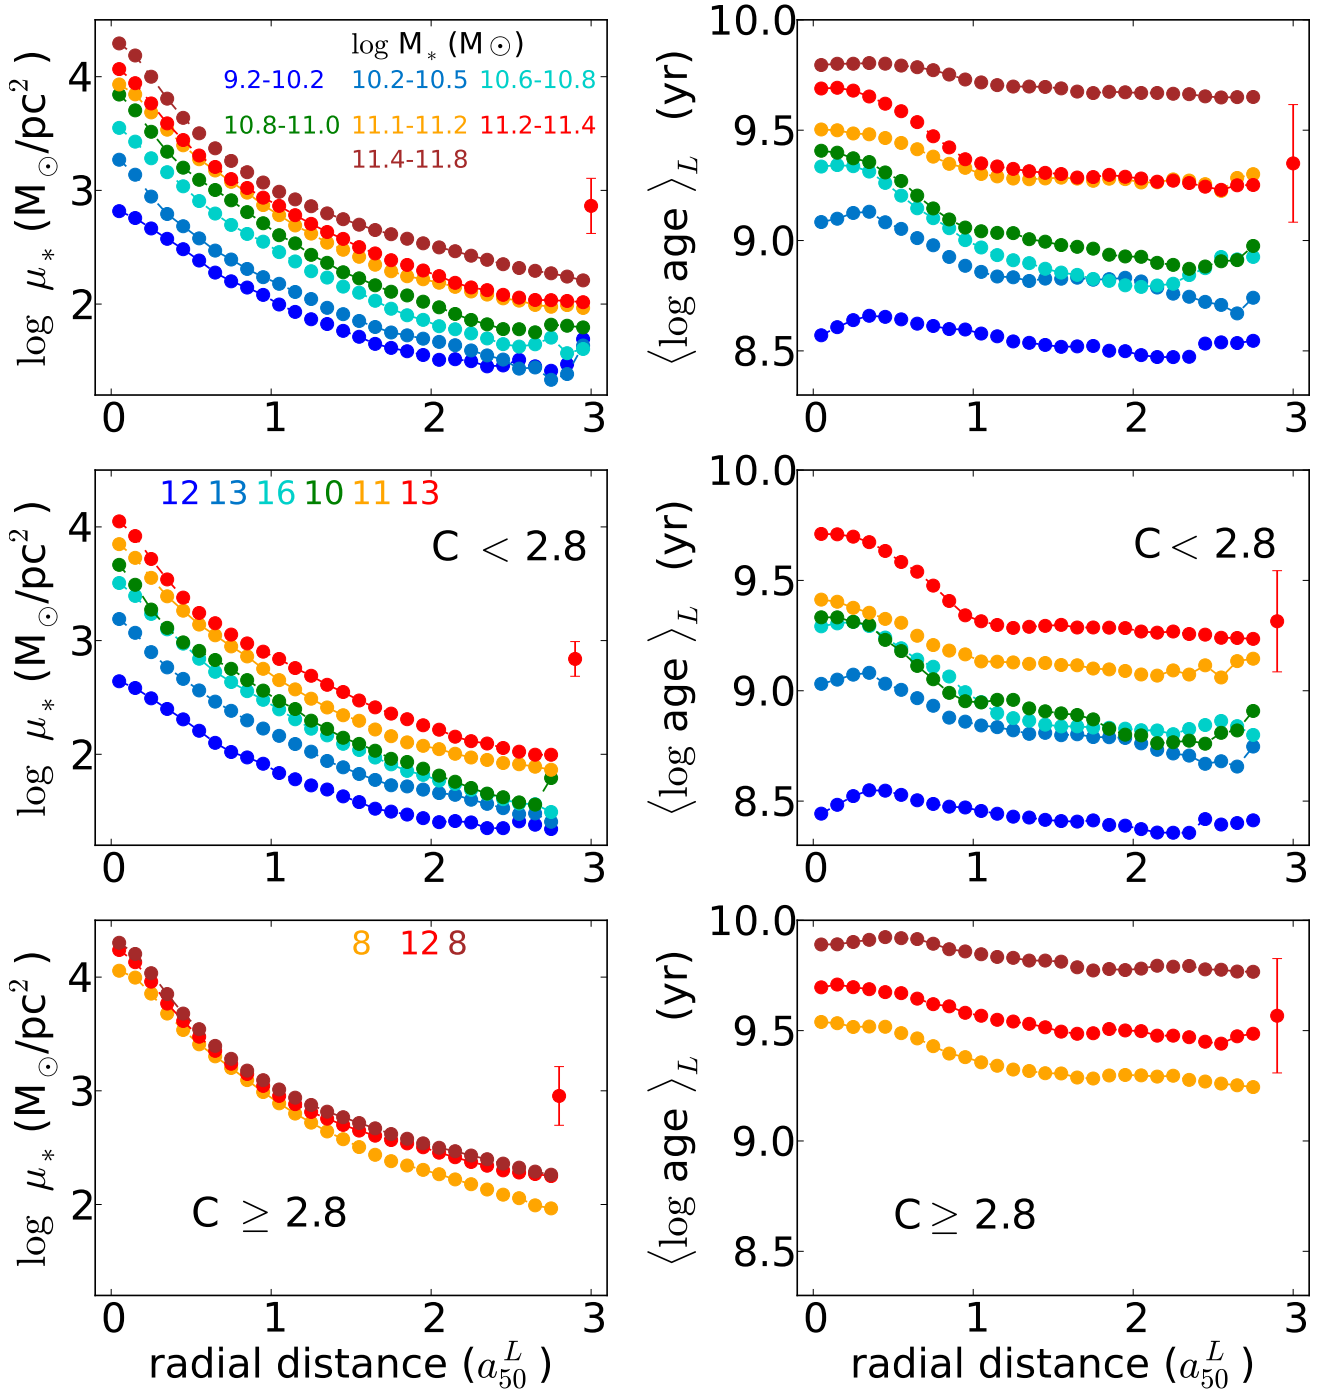 log μ* (M⊙/pc²)
4
3
2
0 1 2 3
log M* (M⊙)
9.2-10.2 10.2-10.5 10.6-10.8
10.8-11.0 11.1-11.2 11.2-11.4
11.4-11.8
⟨log age⟩L (yr)
10.0
9.5
9.0
8.5
0 1 2 3
log μ* (M⊙/pc²)
4
3
2
0 1 2 3
12 13 16 10 11 13
C < 2.8
⟨log age⟩L (yr)
10.0
9.5
9.0
8.5
0 1 2 3
C < 2.8
log μ* (M⊙/pc²)
4
3
2
0 1 2 3
8 12 8
C ≥ 2.8
radial distance (a₅₀ᴸ)
⟨log age⟩L (yr)
10.0
9.5
9.0
8.5
0 1 2 3
C ≥ 2.8
radial distance (a₅₀ᴸ)